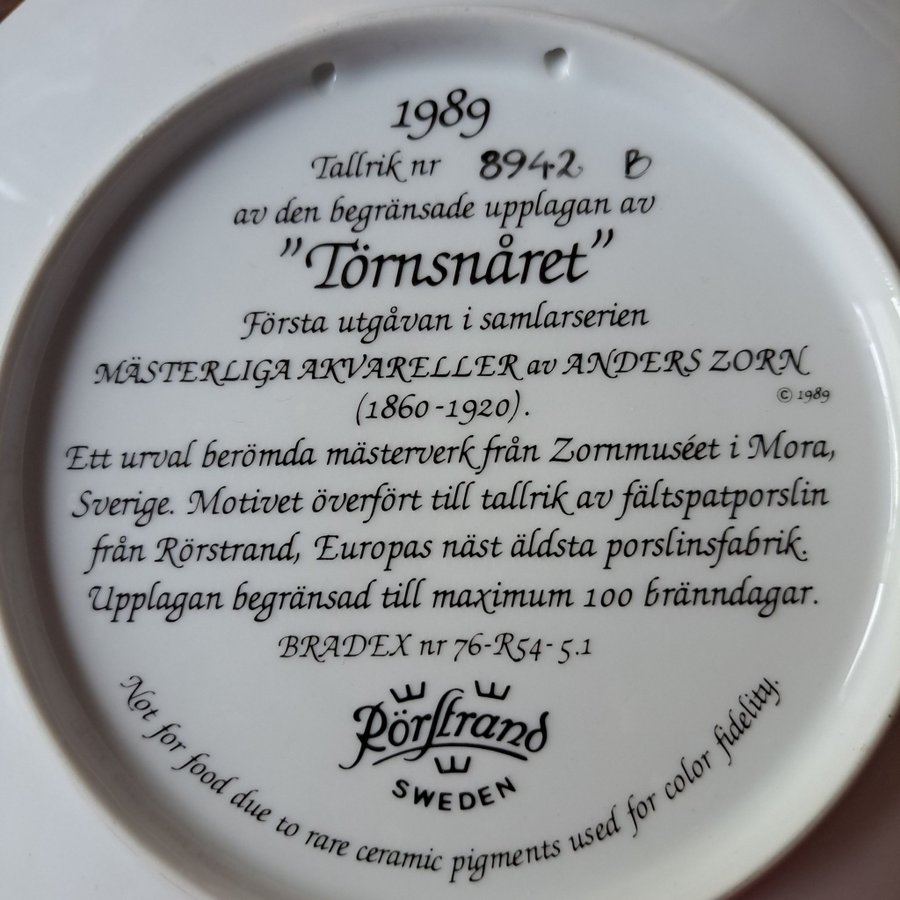 1989
Tallrik nr 8942 B
av den begränsade upplagan av
"Törnsnåret"
Första utgåvan i samlarserien
MÄSTERLIGA AKVARELLER av ANDERS ZORN
© 1989
(1860-1920).
Ett urval berömda mästerverk från Zornmuséet i Mora,
Sverige. Motivet överfört till tallrik av fältspatporslin
från Rörstrand, Europas näst äldsta porslinsfabrik.
Upplagan begränsad till maximum 100 bränndagar.
BRADEX nr 76-R54-5.1
Rörstrand
SWEDEN
Not for food due to rare ceramic pigments used for color fidelity.